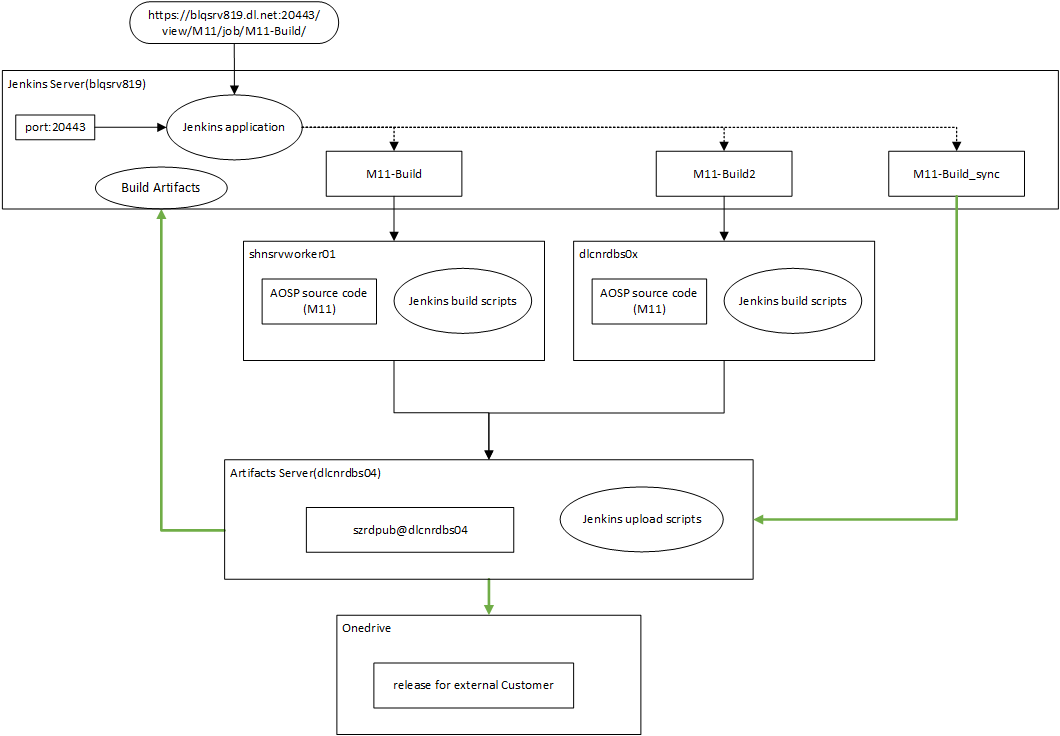 https://blqsrv819.dl.net:20443/
view/M11/job/M11-Build/
Jenkins Server(blqsrv819)
port:20443
Jenkins application
Build Artifacts
M11-Build
M11-Build2
M11-Build_sync
shnsrvworker01
AOSP source code
(M11)
Jenkins build scripts
dlcnrdbs0x
AOSP source code
(M11)
Jenkins build scripts
Artifacts Server(dlcnrdbs04)
szrdpub@dlcnrdbs04
Jenkins upload scripts
Onedrive
release for external Customer